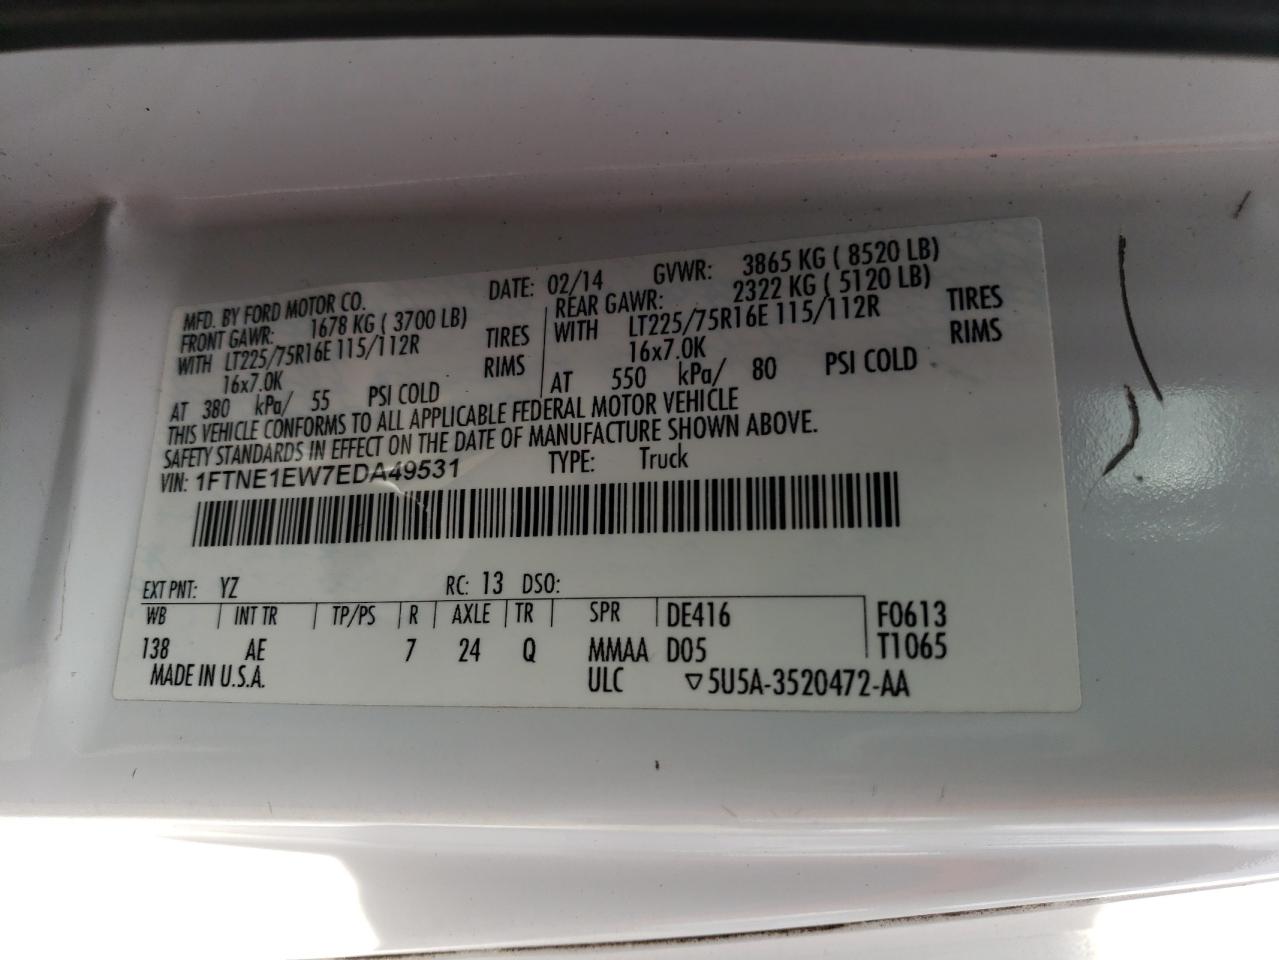 MFD. BY FORD MOTOR CO. DATE: 02/14 GVWR: 3865 KG ( 8520 LB)
FRONT GAWR: 1678 KG ( 3700 LB) REAR GAWR: 2322 KG ( 5120 LB)
WITH LT225/75R16E 115/112R TIRES WITH LT225/75R16E 115/112R TIRES
16x7.0K RIMS 16x7.0K RIMS
AT 380 kPa/ 55 PSI COLD AT 550 kPa/ 80 PSI COLD
THIS VEHICLE CONFORMS TO ALL APPLICABLE FEDERAL MOTOR VEHICLE
SAFETY STANDARDS IN EFFECT ON THE DATE OF MANUFACTURE SHOWN ABOVE.
VIN: 1FTNE1EW7EDA49531 TYPE: Truck
EXT PNT: YZ RC: 13 DSO:
WB INT TR TP/PS R AXLE TR SPR DE416 F0613
138 AE 7 24 Q MMAA D05 T1065
MADE IN U.S.A. ULC ▽5U5A-3520472-AA